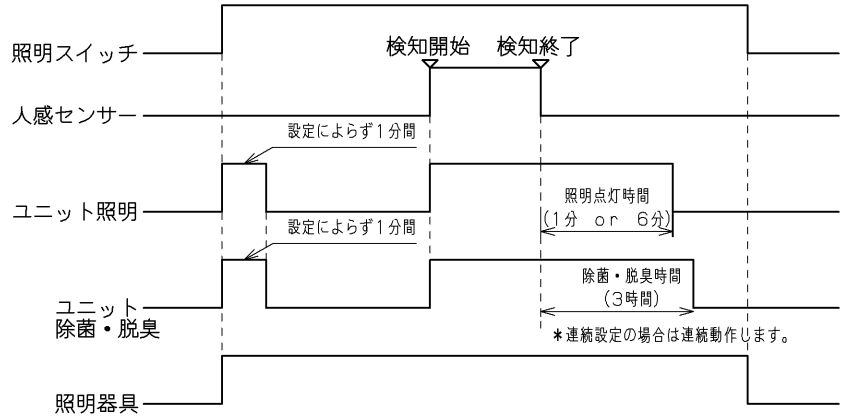 照明スイッチ
検知開始
検知終了
人感センサー
設定によらず1分間
ユニット照明
照明点灯時間
(1分 or 6分)
設定によらず1分間
ユニット
除菌・脱臭
除菌・脱臭時間
(3時間)
*連続設定の場合は連続動作します。
照明器具